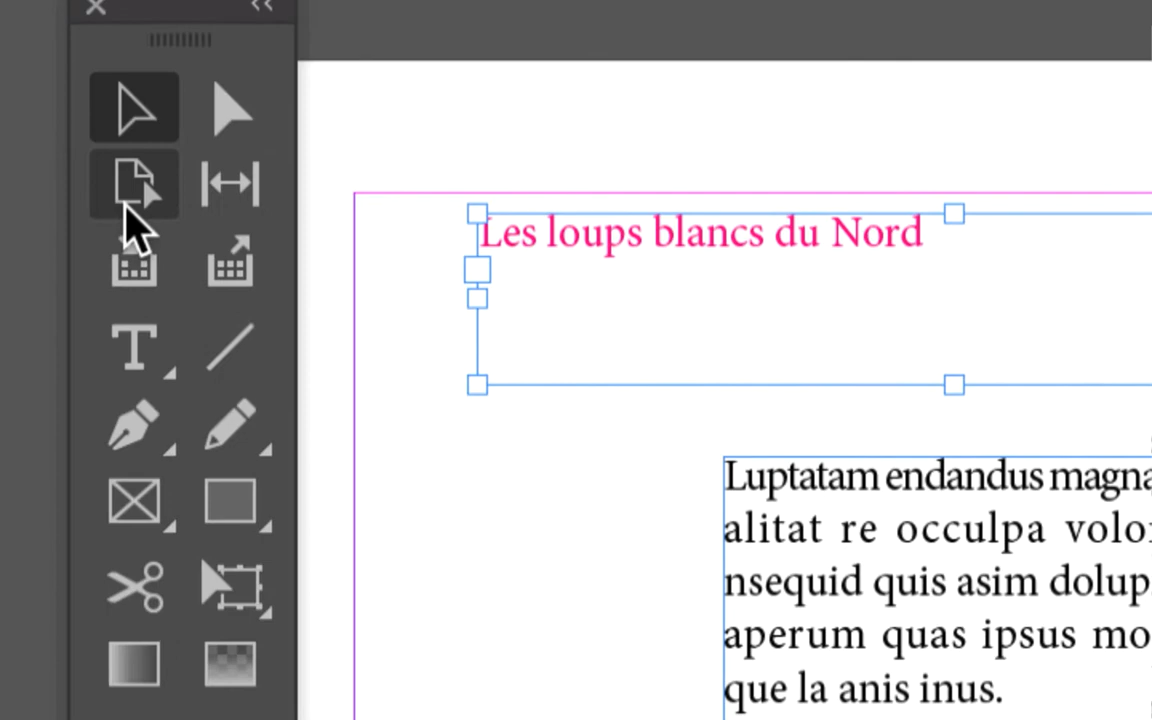 Les loups blancs du Nord
Luptatam endandus magna
alitat re occulpa volo
nsequid quis asim dolup
aperum quas ipsus mo
que la anis inus.